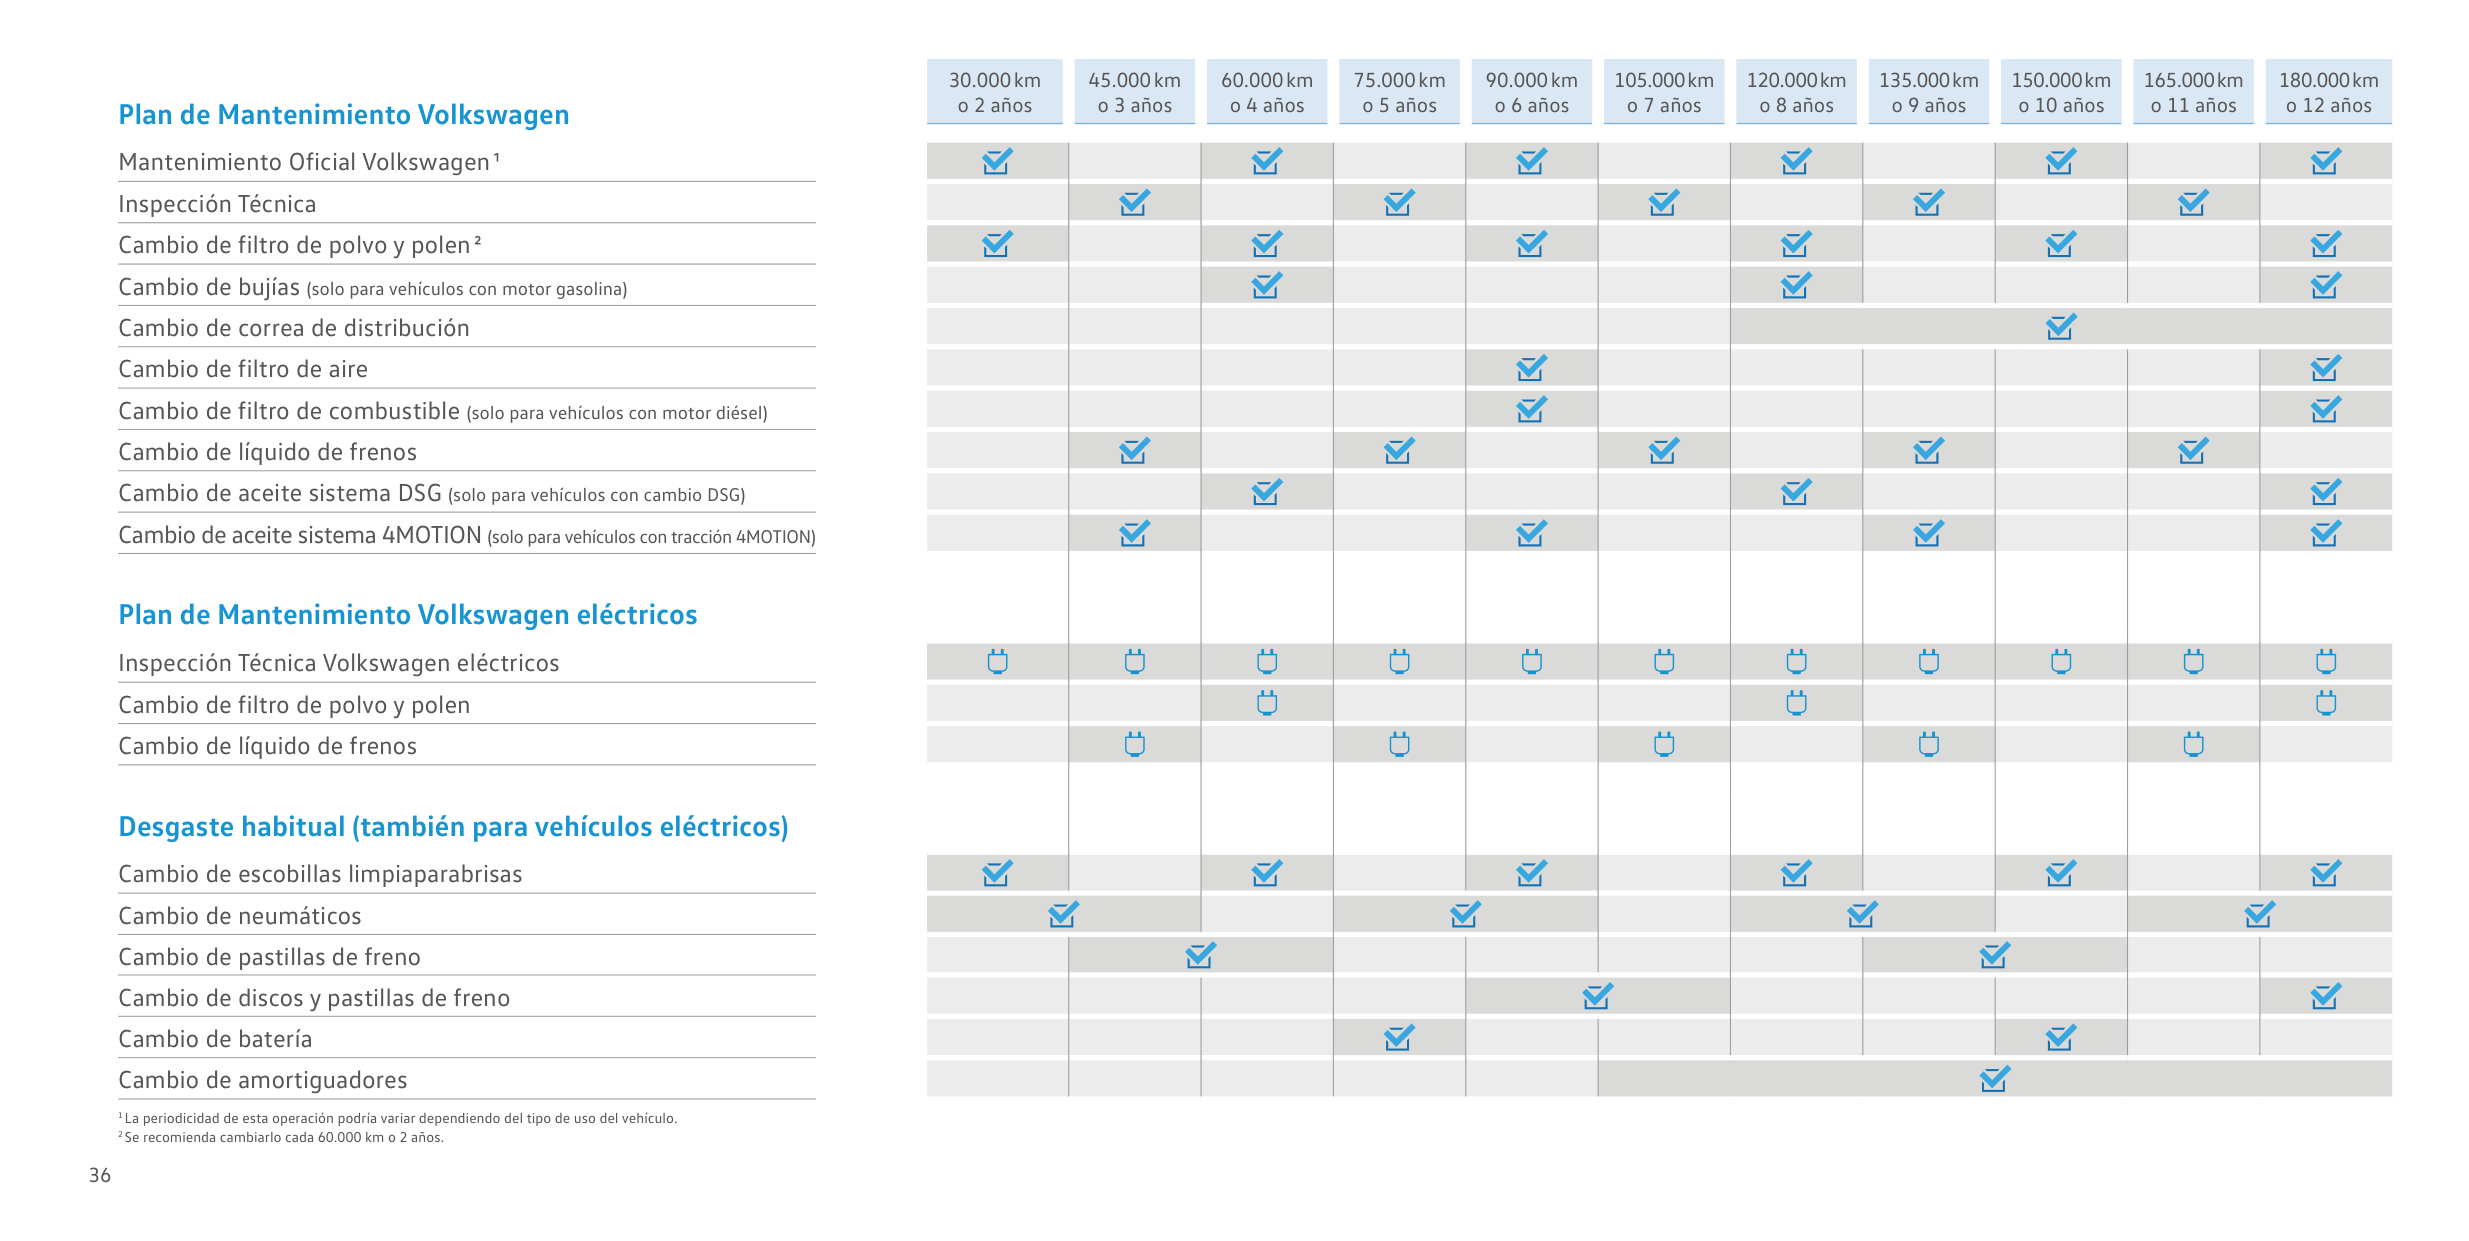 30.000 km
o 2 años
45.000 km
o 3 años
60.000 km
o 4 años
75.000 km
o 5 años
90.000 km
o 6 años
105.000 km
o 7 años
120.000 km
o 8 años
135.000 km
o 9 años
150.000 km
o 10 años
165.000 km
o 11 años
180.000 km
o 12 años
Plan de Mantenimiento Volkswagen
Mantenimiento Oficial Volkswagen ¹
Inspección Técnica
Cambio de filtro de polvo y polen ²
Cambio de bujías (solo para vehículos con motor gasolina)
Cambio de correa de distribución
Cambio de filtro de aire
Cambio de filtro de combustible (solo para vehículos con motor diésel)
Cambio de líquido de frenos
Cambio de aceite sistema DSG (solo para vehículos con cambio DSG)
Cambio de aceite sistema 4MOTION (solo para vehículos con tracción 4MOTION)
Plan de Mantenimiento Volkswagen eléctricos
Inspección Técnica Volkswagen eléctricos
Cambio de filtro de polvo y polen
Cambio de líquido de frenos
Desgaste habitual (también para vehículos eléctricos)
Cambio de escobillas limpiaparabrisas
Cambio de neumáticos
Cambio de pastillas de freno
Cambio de discos y pastillas de freno
Cambio de batería
Cambio de amortiguadores
¹ La periodicidad de esta operación podría variar dependiendo del tipo de uso del vehículo.
² Se recomienda cambiarlo cada 60.000 km o 2 años.
36